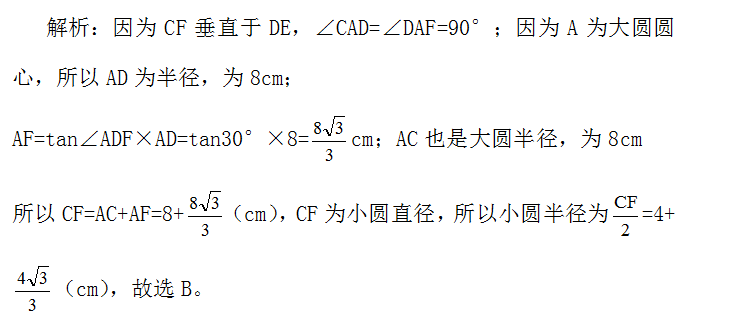 解析：因为 CF 垂直于 DE，∠CAD=∠DAF=90°；因为 A 为大圆圆
心，所以 AD 为半径，为 8cm；
AF=tan∠ADF×AD=tan30°×8=\frac{8\sqrt{3}}{3}cm；AC 也是大圆半径，为 8cm
所以 CF=AC+AF=8+\frac{8\sqrt{3}}{3}（cm），CF 为小圆直径，所以小圆半径为\frac{CF}{2}=4+
\frac{4\sqrt{3}}{3}（cm），故选 B。